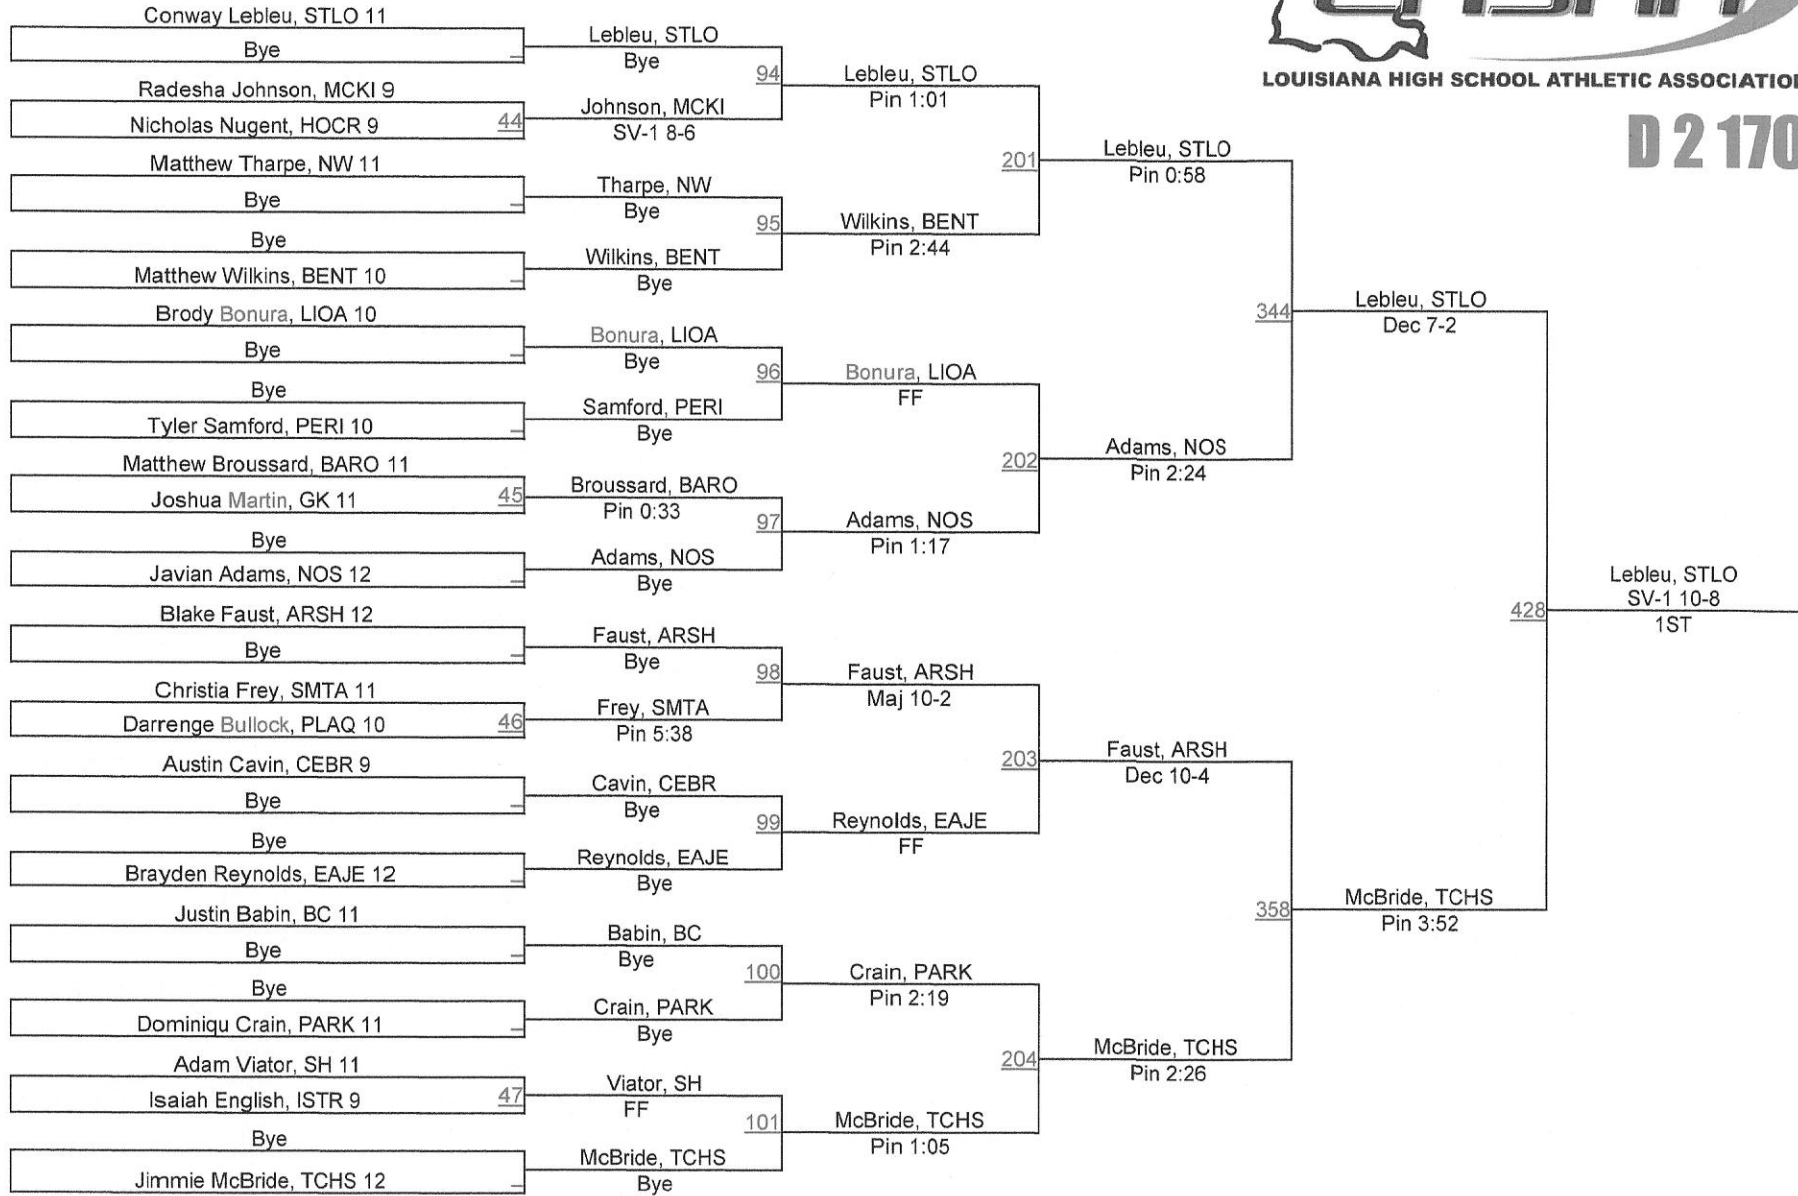 LHSAA
LOUISIANA HIGH SCHOOL ATHLETIC ASSOCIATION
D 2 170
Conway Lebleu, STLO 11
Bye
Radesha Johnson, MCKI 9
Nicholas Nugent, HOCR 9
44
Matthew Tharpe, NW 11
Bye
Bye
Matthew Wilkins, BENT 10
Brody Bonura, LIOA 10
Bye
Bye
Tyler Samford, PERI 10
Matthew Broussard, BARO 11
Joshua Martin, GK 11
45
Bye
Javian Adams, NOS 12
Blake Faust, ARSH 12
Bye
Christia Frey, SMTA 11
Darrenge Bullock, PLAQ 10
46
Austin Cavin, CEBR 9
Bye
Bye
Brayden Reynolds, EAJE 12
Justin Babin, BC 11
Bye
Bye
Dominiqu Crain, PARK 11
Adam Viator, SH 11
Isaiah English, ISTR 9
47
Bye
Jimmie McBride, TCHS 12
Lebleu, STLO
Bye
94
Johnson, MCKI
SV-1 8-6
Tharpe, NW
Bye
95
Wilkins, BENT
Bye
Bonura, LIOA
Bye
96
Samford, PERI
Bye
Broussard, BARO
Pin 0:33
97
Adams, NOS
Bye
Faust, ARSH
Bye
98
Frey, SMTA
Pin 5:38
Cavin, CEBR
Bye
99
Reynolds, EAJE
Bye
Babin, BC
Bye
100
Crain, PARK
Bye
Viator, SH
FF
101
McBride, TCHS
Bye
Lebleu, STLO
Pin 1:01
201
Wilkins, BENT
Pin 2:44
Bonura, LIOA
FF
202
Adams, NOS
Pin 1:17
Faust, ARSH
Maj 10-2
203
Reynolds, EAJE
FF
Crain, PARK
Pin 2:19
204
McBride, TCHS
Pin 1:05
Lebleu, STLO
Pin 0:58
344
Adams, NOS
Pin 2:24
Faust, ARSH
Dec 10-4
358
McBride, TCHS
Pin 2:26
Lebleu, STLO
Dec 7-2
428
McBride, TCHS
Pin 3:52
Lebleu, STLO
SV-1 10-8
1ST